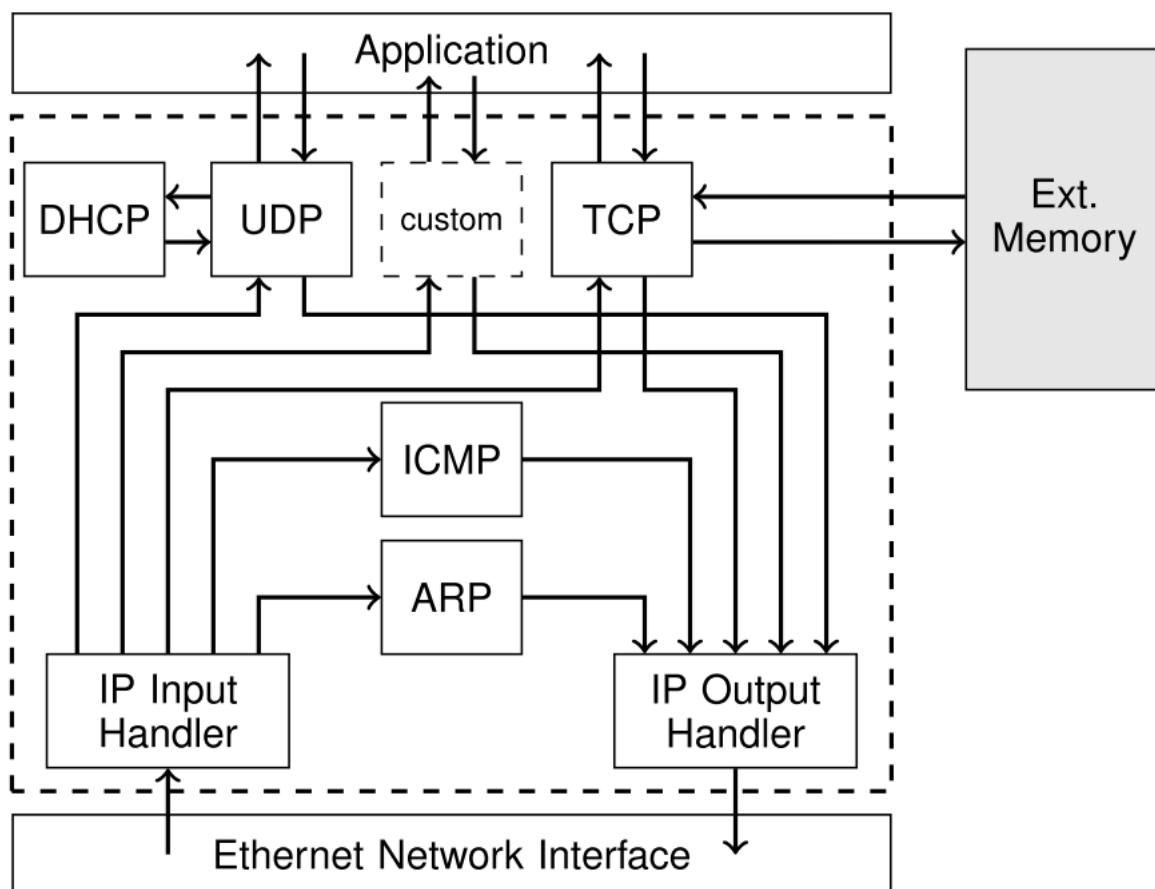 Application
DHCP
UDP
custom
TCP
Ext.
Memory
ICMP
ARP
IP Input
Handler
IP Output
Handler
Ethernet Network Interface